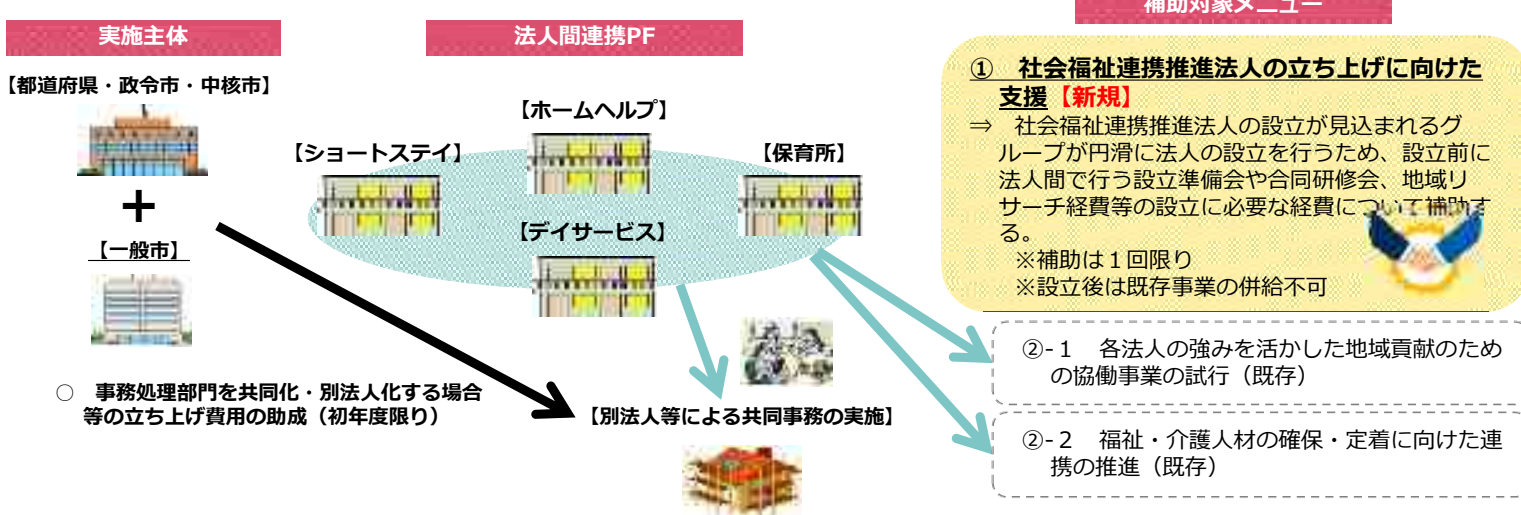 実施主体
【都道府県・政令市・中核市】
＋
【一般市】
○　事務処理部門を共同化・別法人化する場合
等の立ち上げ費用の助成（初年度限り）
法人間連携PF
【ホームヘルプ】
【ショートステイ】
【保育所】
【デイサービス】
【別法人等による共同事務の実施】
補助対象メニュー
①　社会福祉連携推進法人の立ち上げに向けた
支援【新規】
⇒　社会福祉連携推進法人の設立が見込まれるグ
ループが円滑に法人の設立を行うため、設立前に
法人間で行う設立準備会や合同研修会、地域リ
サーチ経費等の設立に必要な経費について補助す
る。
※補助は１回限り
※設立後は既存事業の併給不可
②-１　各法人の強みを活かした地域貢献のため
の協働事業の試行（既存）
②-２　福祉・介護人材の確保・定着に向けた連
携の推進（既存）